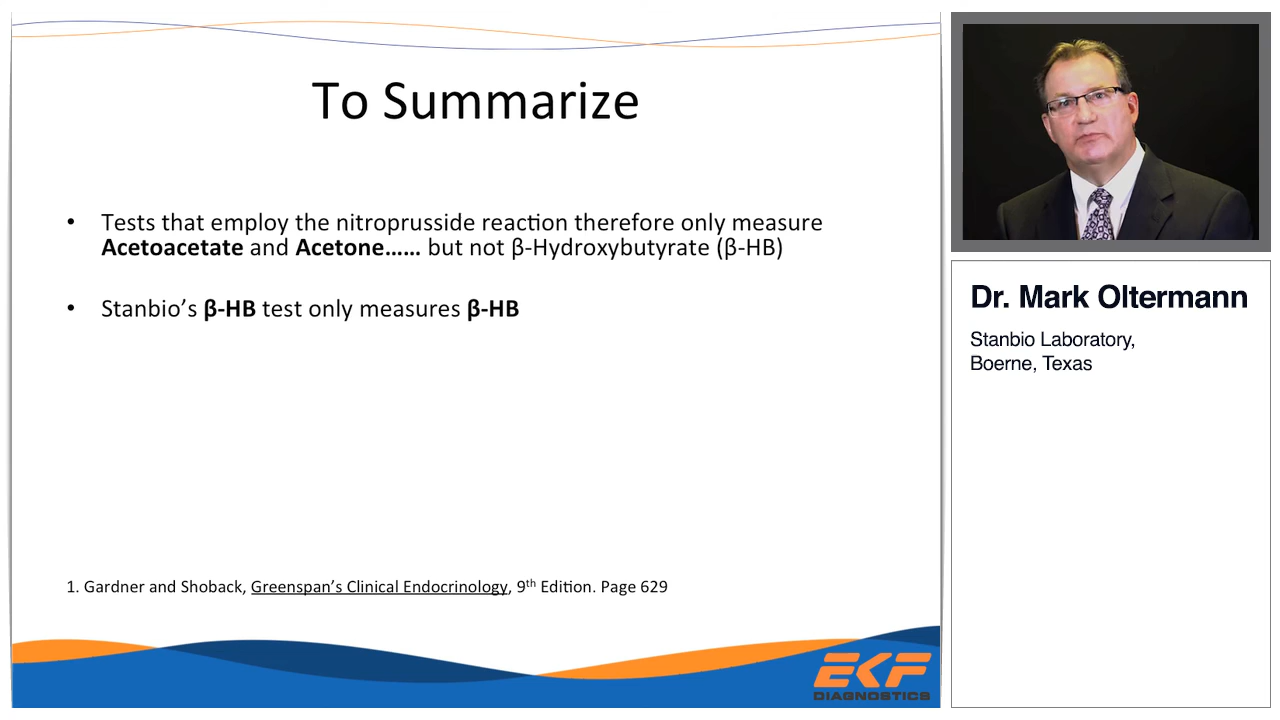 To Summarize
• Tests that employ the nitroprusside reaction therefore only measure
Acetoacetate and Acetone…… but not β-Hydroxybutyrate (β-HB)
• Stanbio’s β-HB test only measures β-HB
1. Gardner and Shoback, Greenspan’s Clinical Endocrinology, 9th Edition. Page 629
EKF
DIAGNOSTICS
Dr. Mark Oltermann
Stanbio Laboratory,
Boerne, Texas